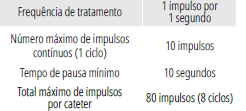 Frequência de tratamento
1 impulso por
1 segundo
Número máximo de impulsos
contínuos (1 ciclo)
10 impulsos
Tempo de pausa mínimo
10 segundos
Total máximo de impulsos
por cateter
80 impulsos (8 ciclos)